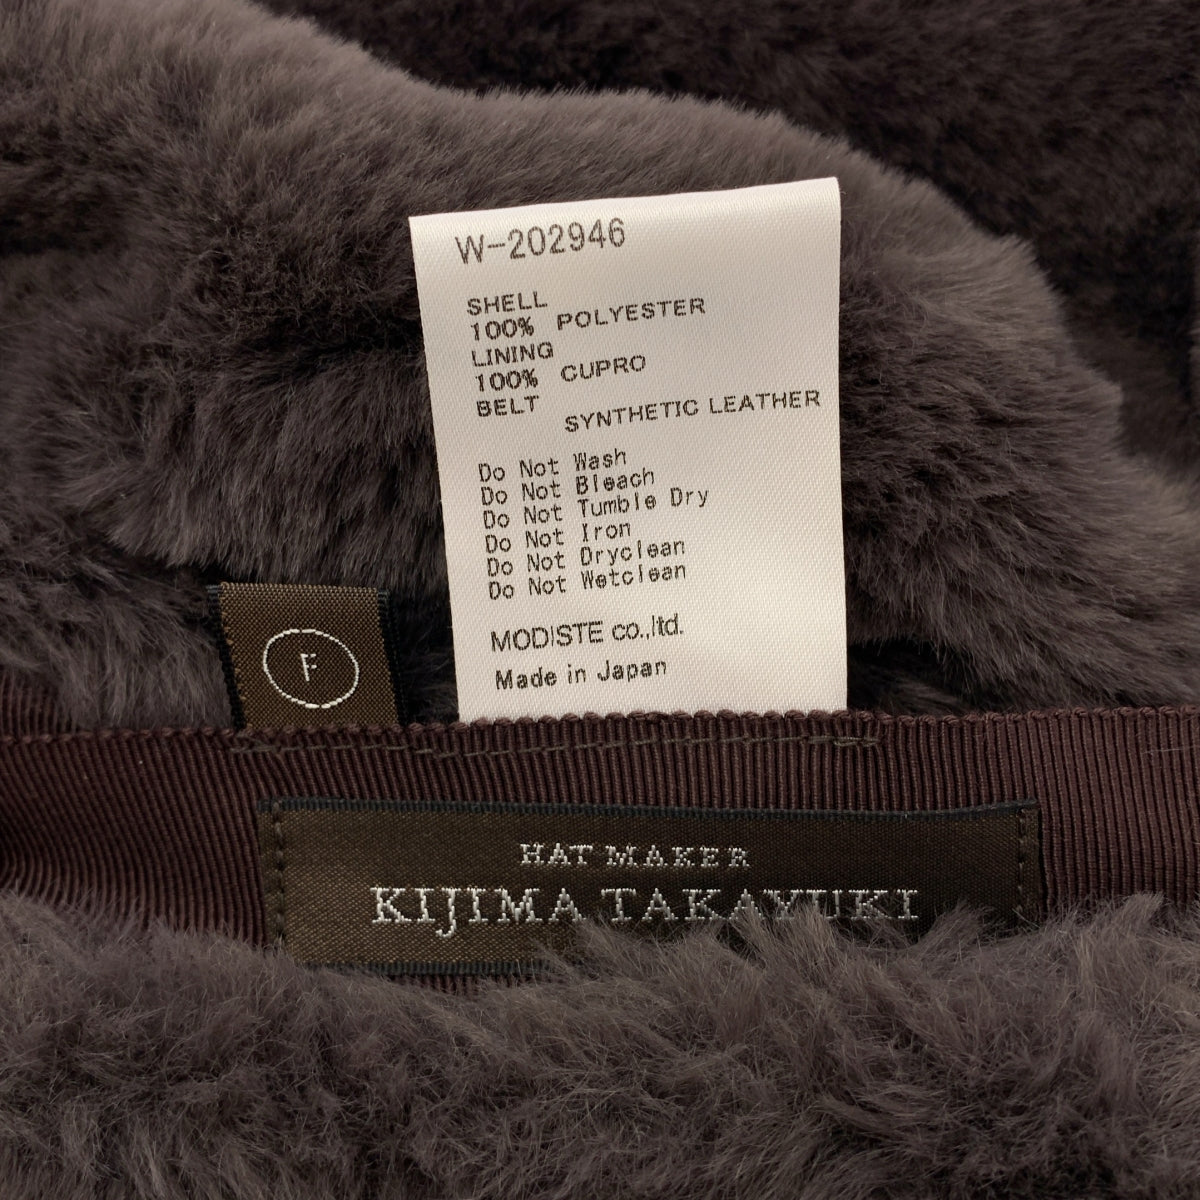 W-202946
SHELL
100% POLYESTER
LINING
100% CUPRO
BELT
SYNTHETIC LEATHER
Do Not Wash
Do Not Bleach
Do Not Tumble Dry
Do Not Iron
Do Not Dryclean
Do Not Wetclean
MODISTE co.,ltd.
Made in Japan
F
HAT MAKER
KIJIMA TAKAYUKI